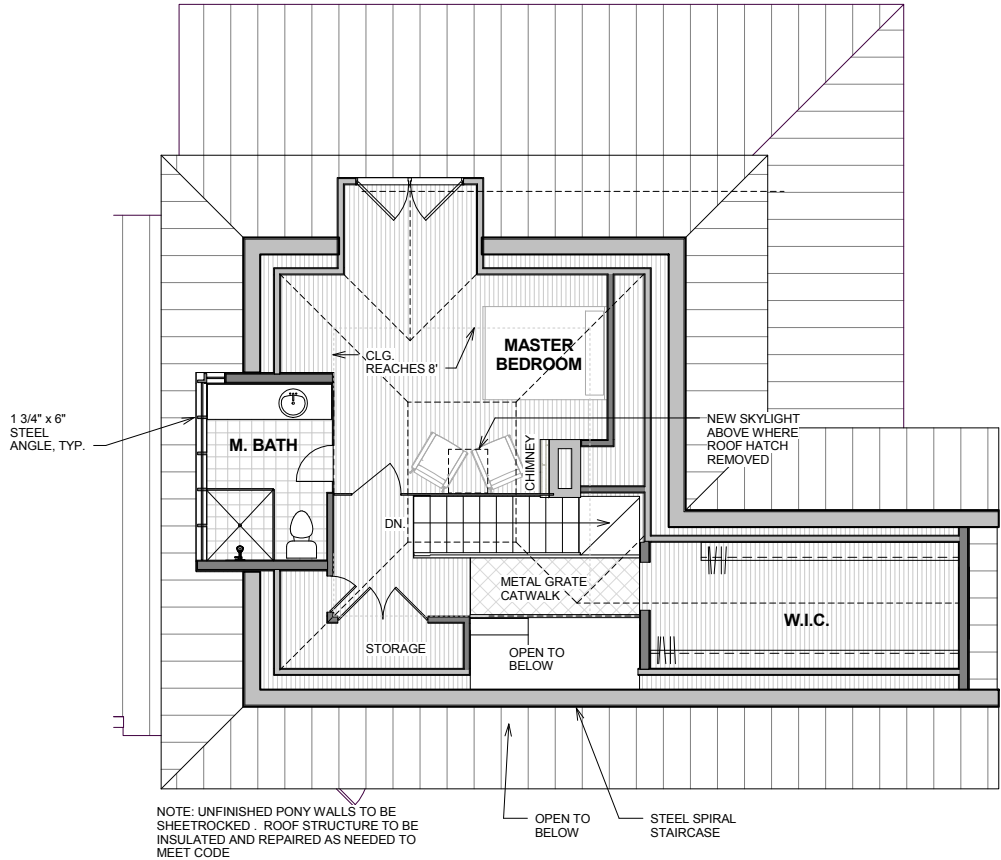 CLG.
REACHES 8'
MASTER
BEDROOM
1 3/4" x 6"
STEEL
ANGLE, TYP.
M. BATH
NEW SKYLIGHT
ABOVE WHERE
ROOF HATCH
REMOVED
CHIMNEY
DN.
METAL GRATE
CATWALK
W.I.C.
STORAGE
OPEN TO
BELOW
NOTE: UNFINISHED PONY WALLS TO BE
SHEETROCKED . ROOF STRUCTURE TO BE
INSULATED AND REPAIRED AS NEEDED TO
MEET CODE
OPEN TO
BELOW
STEEL SPIRAL
STAIRCASE